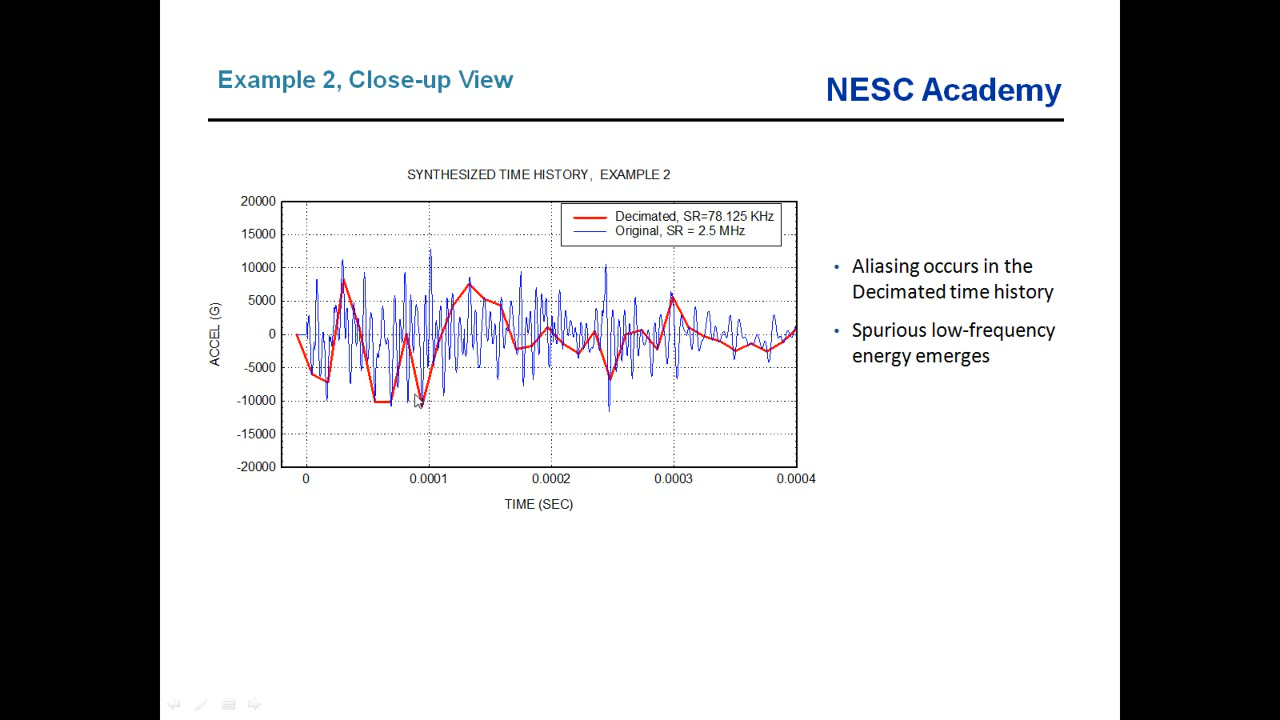 Example 2, Close-up View
NESC Academy
SYNTHESIZED TIME HISTORY, EXAMPLE 2
20000
15000
10000
5000
0
-5000
-10000
-15000
-20000
ACCEL (G)
Decimated, SR=78.125 KHz
Original, SR = 2.5 MHz
0
0.0001
0.0002
0.0003
0.0004
TIME (SEC)
• Aliasing occurs in the
Decimated time history
• Spurious low-frequency
energy emerges